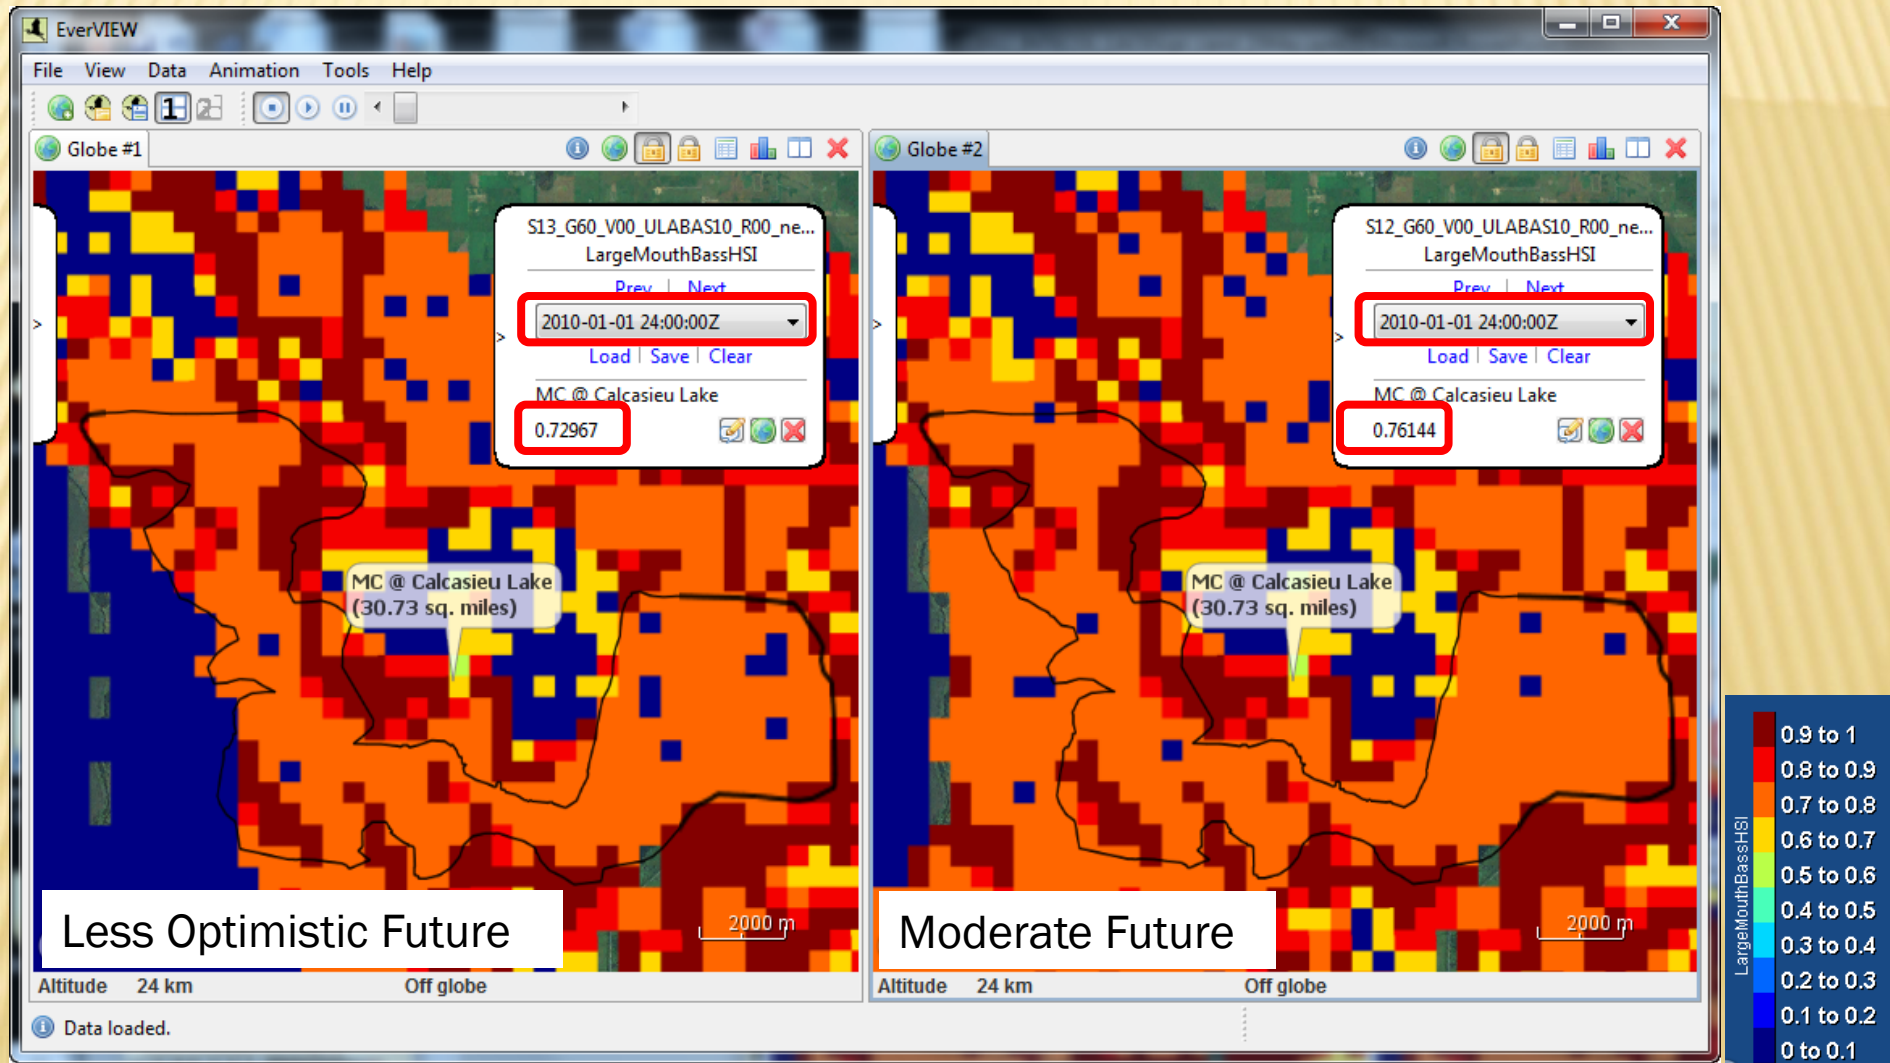 EverVIEW
File View Data Animation Tools Help
1 2
Globe #1
S13_G60_V00_ULABAS10_R00_ne...
LargeMouthBassHSI
Prev | Next
2010-01-01 24:00:00Z
Load | Save | Clear
MC @ Calcasieu Lake
0.72967
>
>
MC @ Calcasieu Lake
(30.73 sq. miles)
Less Optimistic Future
2000 m
Altitude 24 km Off globe
Globe #2
S12_G60_V00_ULABAS10_R00_ne...
LargeMouthBassHSI
Prev | Next
2010-01-01 24:00:00Z
Load | Save | Clear
MC @ Calcasieu Lake
0.76144
>
>
MC @ Calcasieu Lake
(30.73 sq. miles)
Moderate Future
2000 m
Altitude 24 km Off globe
Data loaded.
LargeMouthBassHSI
0.9 to 1
0.8 to 0.9
0.7 to 0.8
0.6 to 0.7
0.5 to 0.6
0.4 to 0.5
0.3 to 0.4
0.2 to 0.3
0.1 to 0.2
0 to 0.1